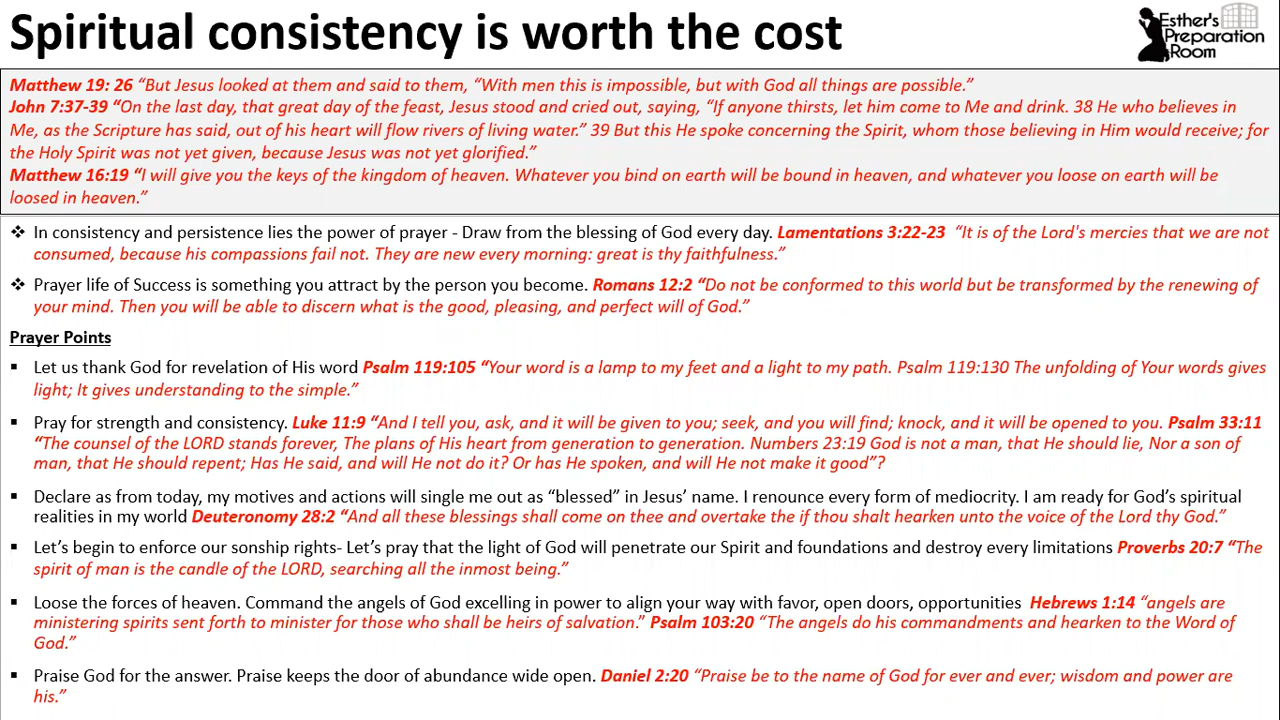 Spiritual consistency is worth the cost
Esther's
Preparation
Room
Matthew 19: 26 “But Jesus looked at them and said to them, “With men this is impossible, but with God all things are possible.”
John 7:37-39 “On the last day, that great day of the feast, Jesus stood and cried out, saying, “If anyone thirsts, let him come to Me and drink. 38 He who believes in
Me, as the Scripture has said, out of his heart will flow rivers of living water.” 39 But this He spoke concerning the Spirit, whom those believing in Him would receive; for
the Holy Spirit was not yet given, because Jesus was not yet glorified.”
Matthew 16:19 “I will give you the keys of the kingdom of heaven. Whatever you bind on earth will be bound in heaven, and whatever you loose on earth will be
loosed in heaven.”
❖ In consistency and persistence lies the power of prayer - Draw from the blessing of God every day. Lamentations 3:22-23 “It is of the Lord's mercies that we are not
consumed, because his compassions fail not. They are new every morning: great is thy faithfulness.”
❖ Prayer life of Success is something you attract by the person you become. Romans 12:2 “Do not be conformed to this world but be transformed by the renewing of
your mind. Then you will be able to discern what is the good, pleasing, and perfect will of God.”
Prayer Points
▪ Let us thank God for revelation of His word Psalm 119:105 “Your word is a lamp to my feet and a light to my path. Psalm 119:130 The unfolding of Your words gives
light; It gives understanding to the simple.”
▪ Pray for strength and consistency. Luke 11:9 “And I tell you, ask, and it will be given to you; seek, and you will find; knock, and it will be opened to you. Psalm 33:11
“The counsel of the LORD stands forever, The plans of His heart from generation to generation. Numbers 23:19 God is not a man, that He should lie, Nor a son of
man, that He should repent; Has He said, and will He not do it? Or has He spoken, and will He not make it good”?
▪ Declare as from today, my motives and actions will single me out as “blessed” in Jesus’ name. I renounce every form of mediocrity. I am ready for God’s spiritual
realities in my world Deuteronomy 28:2 “And all these blessings shall come on thee and overtake the if thou shalt hearken unto the voice of the Lord thy God.”
▪ Let’s begin to enforce our sonship rights- Let’s pray that the light of God will penetrate our Spirit and foundations and destroy every limitations Proverbs 20:7 “The
spirit of man is the candle of the LORD, searching all the inmost being.”
▪ Loose the forces of heaven. Command the angels of God excelling in power to align your way with favor, open doors, opportunities Hebrews 1:14 “angels are
ministering spirits sent forth to minister for those who shall be heirs of salvation.” Psalm 103:20 “The angels do his commandments and hearken to the Word of
God.”
▪ Praise God for the answer. Praise keeps the door of abundance wide open. Daniel 2:20 “Praise be to the name of God for ever and ever; wisdom and power are
his.”